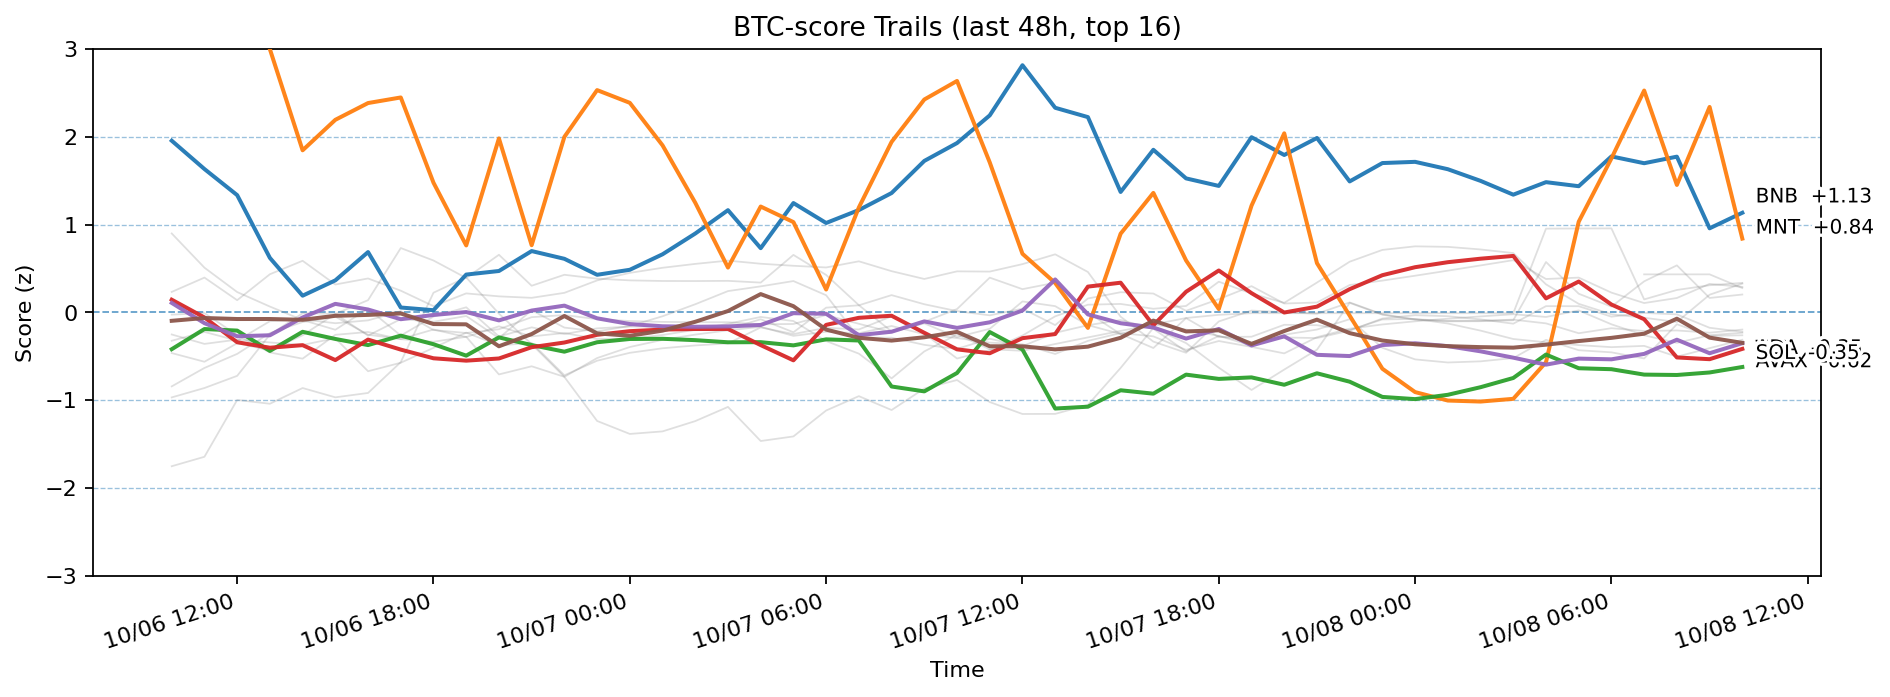 BTC-score Trails (last 48h, top 16)
Score (z)
3
2
1
0
−1
−2
−3
BNB +1.13
MNT +0.84
SOL -0.35
AVAX -0.62
10/06 12:00
10/06 18:00
10/07 00:00
10/07 06:00
10/07 12:00
10/07 18:00
10/08 00:00
10/08 06:00
10/08 12:00
Time